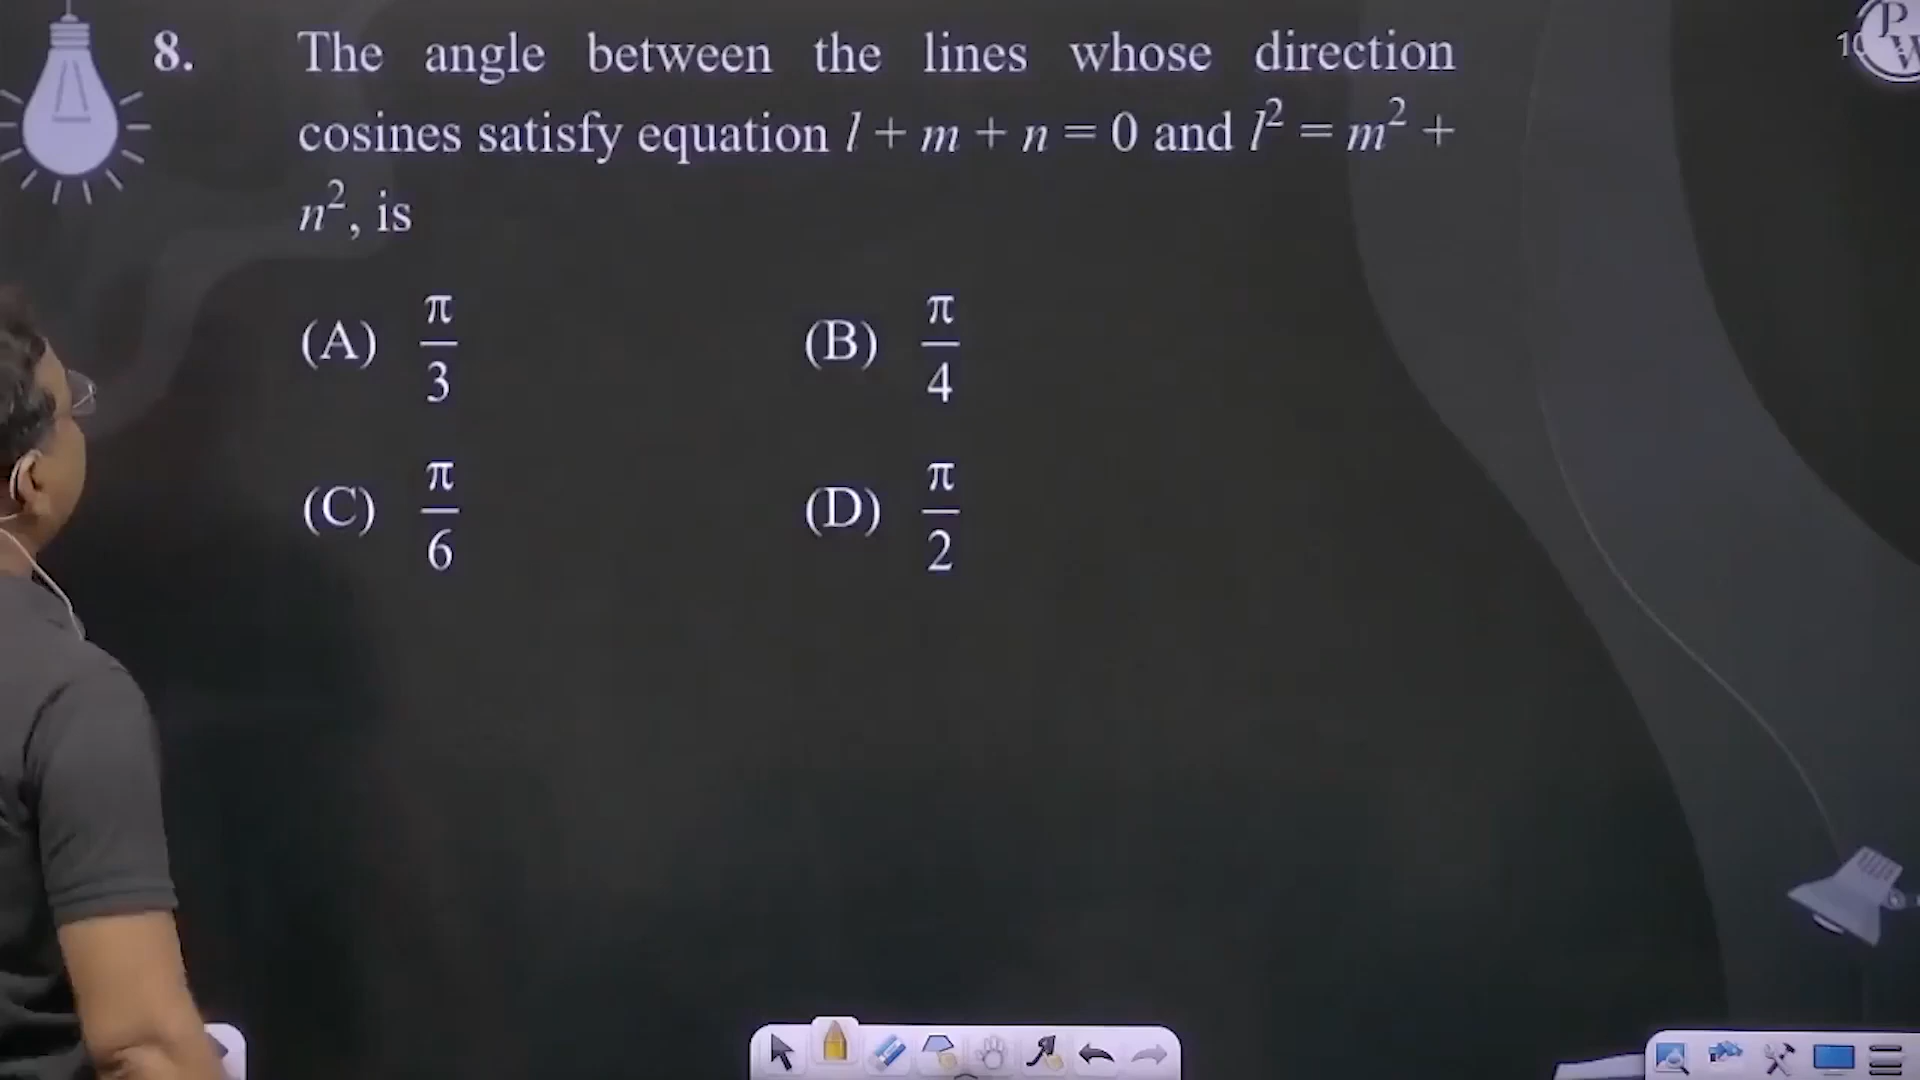 8. The angle between the lines whose direction
cosines satisfy equation l + m + n = 0 and l² = m² +
n², is
(A) π/3 (B) π/4
(C) π/6 (D) π/2
PW